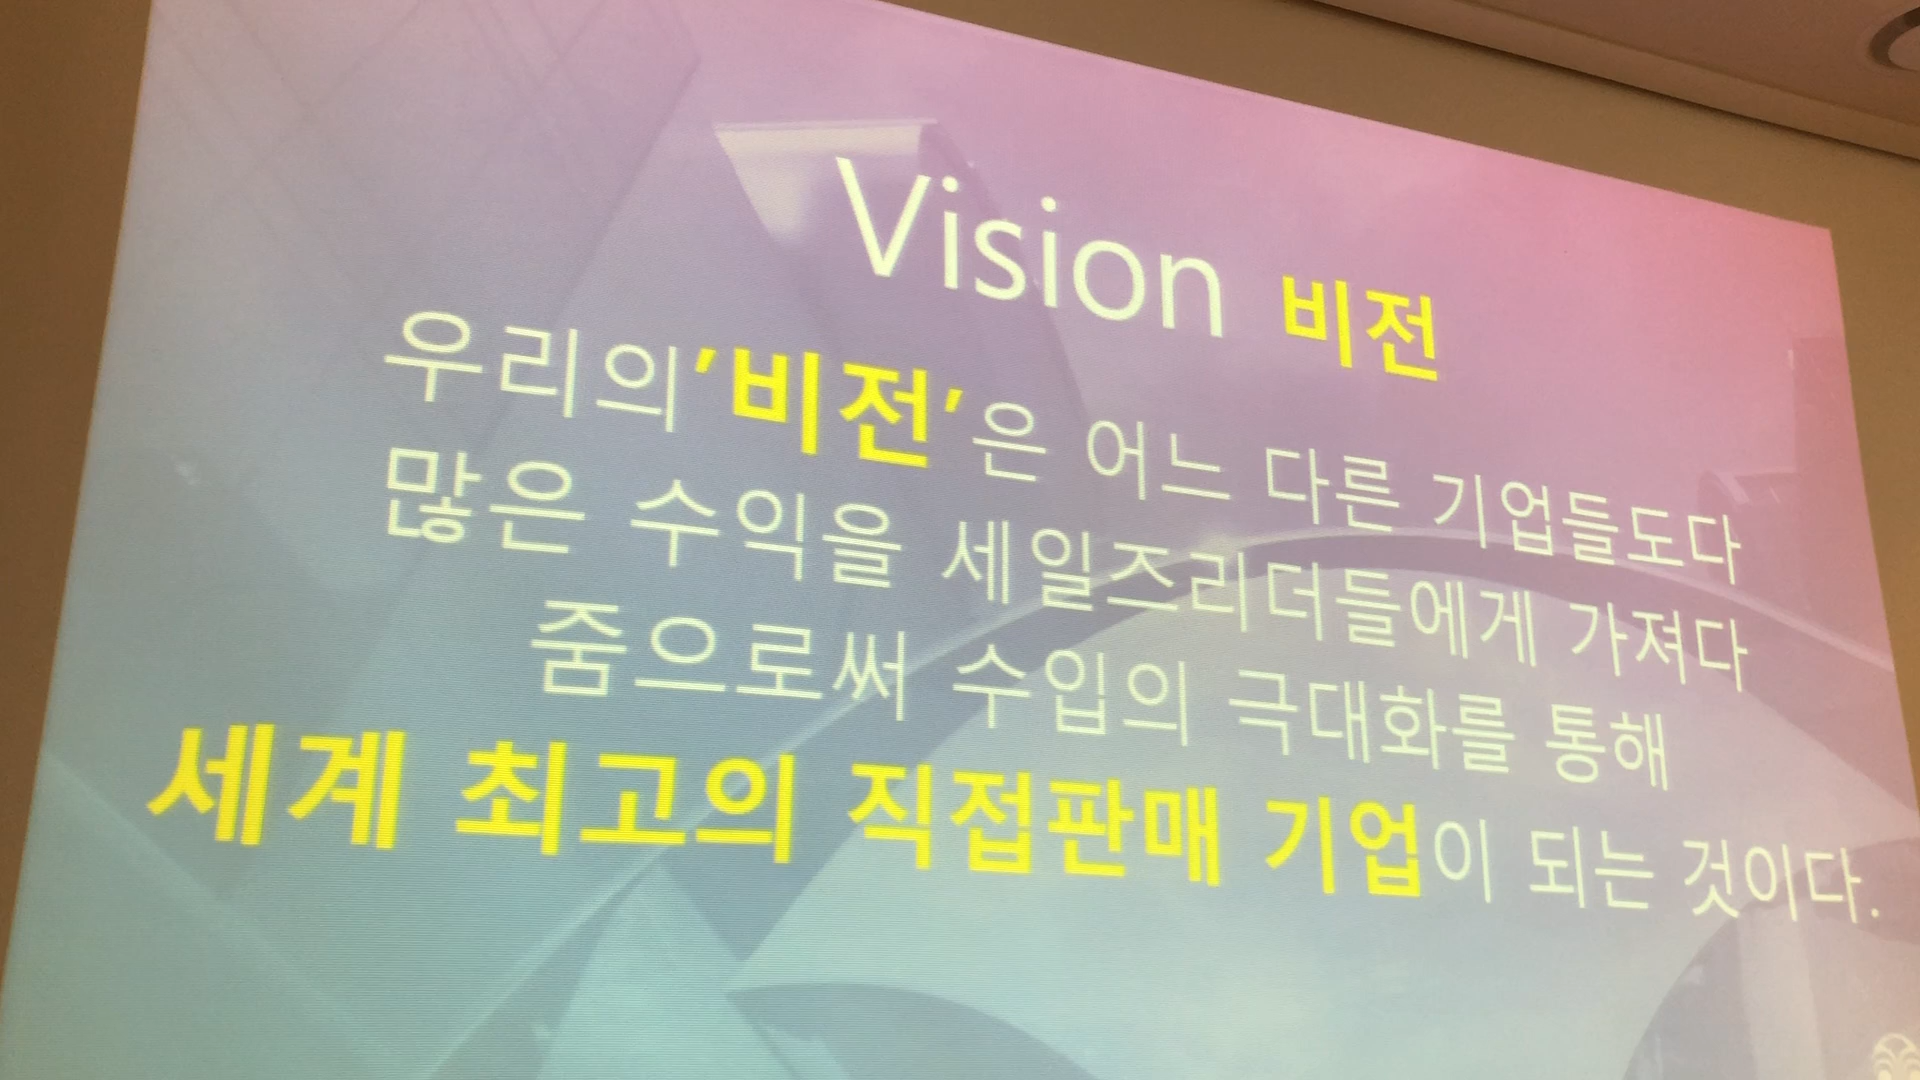 Vision 비전
우리의'비전'은 어느 다른 기업들도다
많은 수익을 세일즈리더들에게 가져다
줌으로써 수입의 극대화를 통해
세계 최고의 직접판매 기업이 되는 것이다.